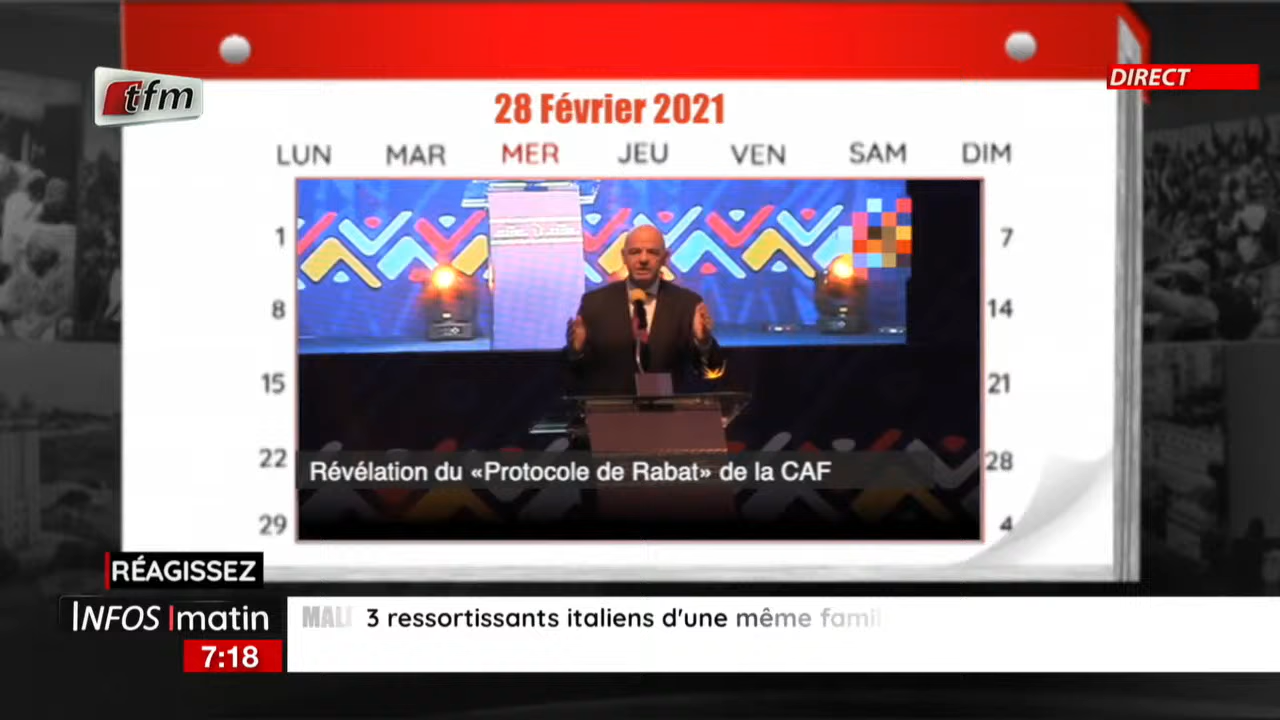 tfm
DIRECT
28 Février 2021
LUN MAR MER JEU VEN SAM DIM
1 7
8 14
15 21
22 28
29 4
Révélation du «Protocole de Rabat» de la CAF
RÉAGISSEZ
INFOS matin
7:18
3 ressortissants italiens d'une même famil